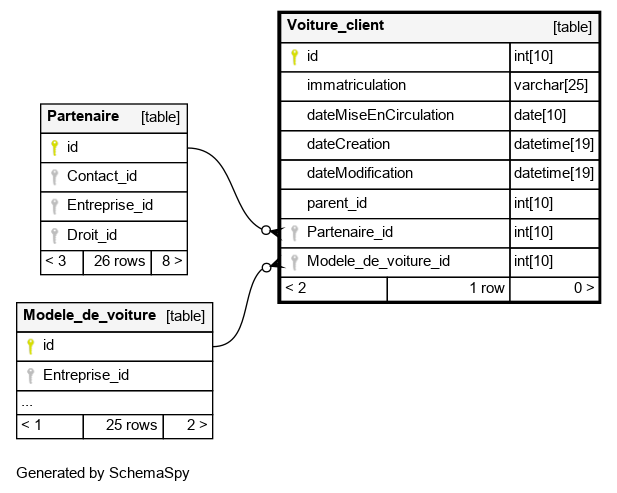 Voiture_client [table]
id int[10]
immatriculation varchar[25]
dateMiseEnCirculation date[10]
dateCreation datetime[19]
dateModification datetime[19]
parent_id int[10]
Partenaire_id int[10]
Modele_de_voiture_id int[10]
< 2 1 row 0 >
Partenaire [table]
id
Contact_id
Entreprise_id
Droit_id
< 3 26 rows 8 >
Modele_de_voiture [table]
id
Entreprise_id
...
< 1 25 rows 2 >
Generated by SchemaSpy